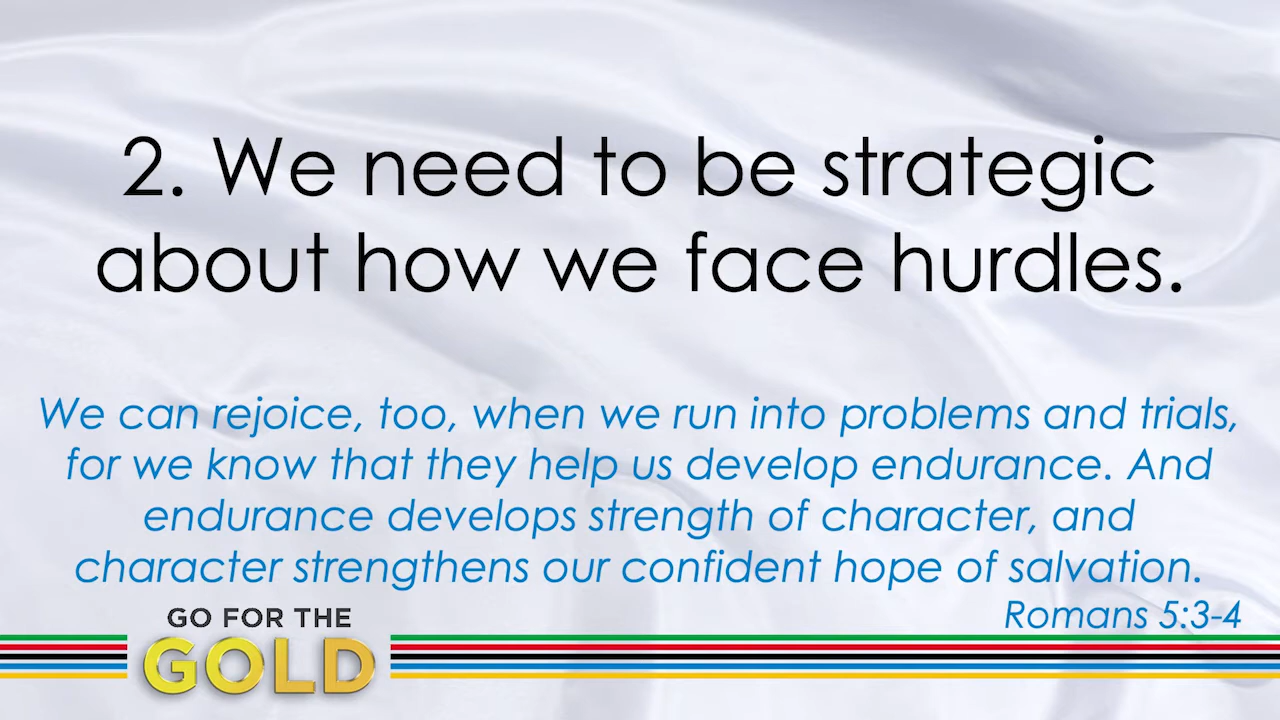 2. We need to be strategic
about how we face hurdles.
We can rejoice, too, when we run into problems and trials,
for we know that they help us develop endurance. And
endurance develops strength of character, and
character strengthens our confident hope of salvation.
Romans 5:3-4
GO FOR THE
GOLD